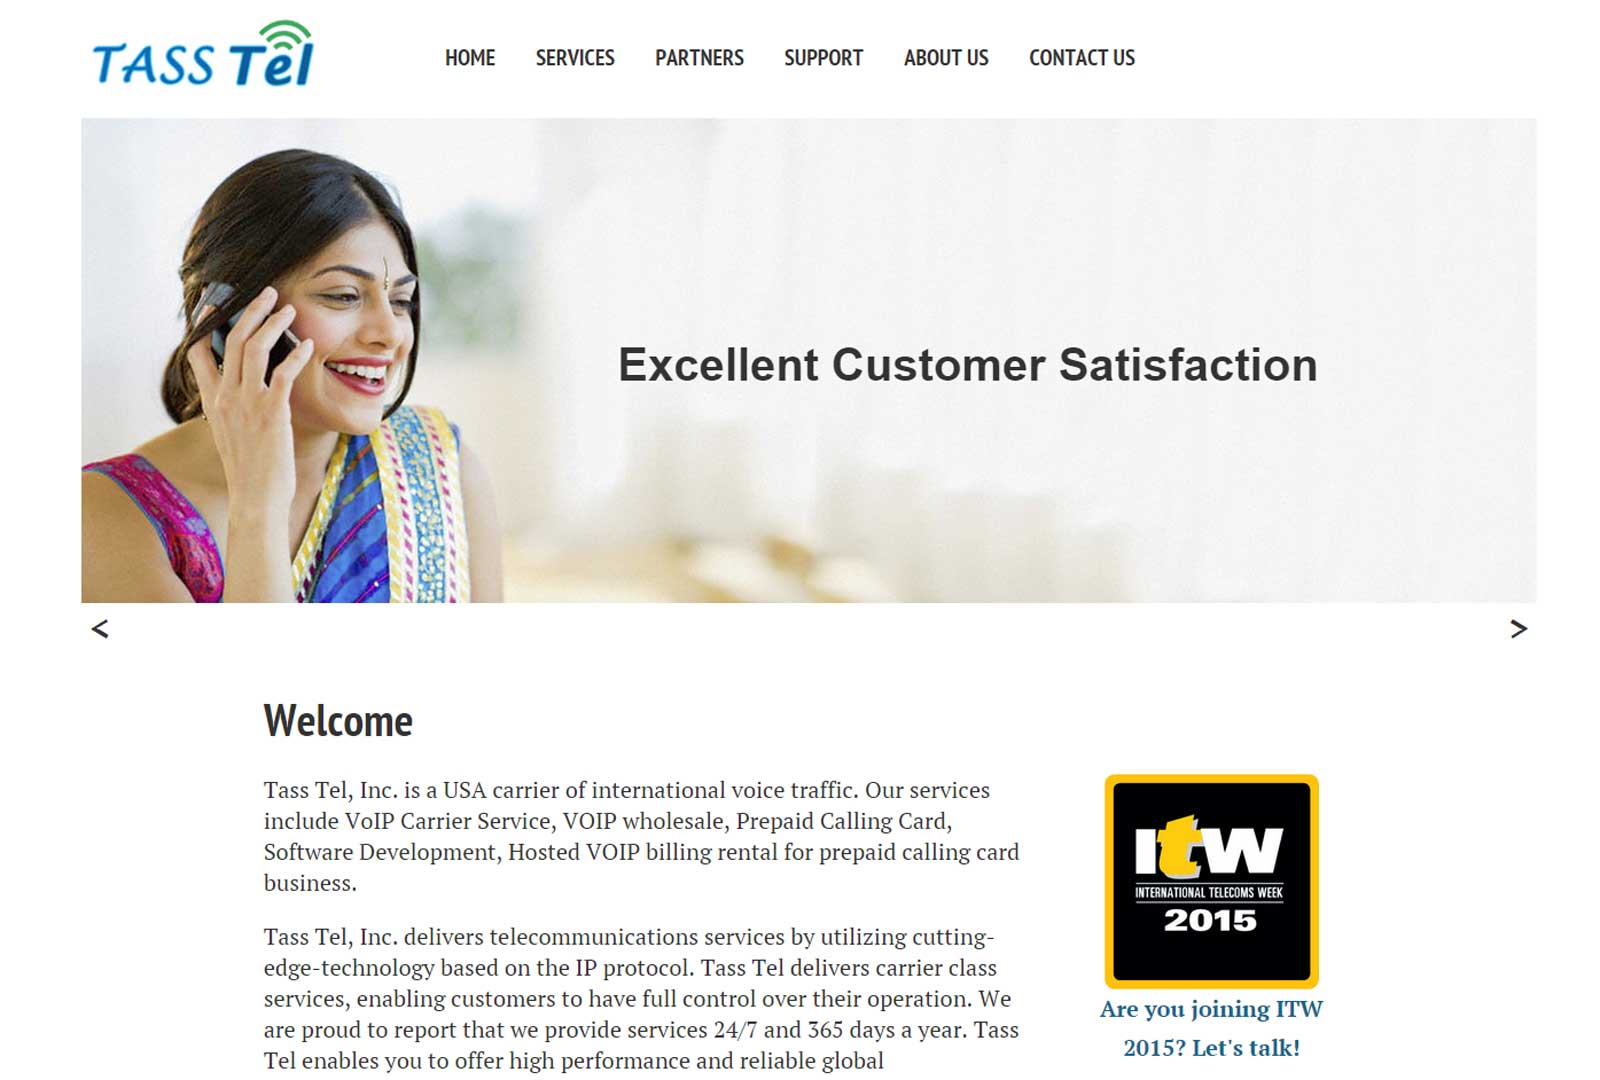 TASS Tel
HOME SERVICES PARTNERS SUPPORT ABOUT US CONTACT US
Excellent Customer Satisfaction
< >
Welcome
Tass Tel, Inc. is a USA carrier of international voice traffic. Our services
include VoIP Carrier Service, VOIP wholesale, Prepaid Calling Card,
Software Development, Hosted VOIP billing rental for prepaid calling card
business.
Tass Tel, Inc. delivers telecommunications services by utilizing cutting-
edge-technology based on the IP protocol. Tass Tel delivers carrier class
services, enabling customers to have full control over their operation. We
are proud to report that we provide services 24/7 and 365 days a year. Tass
Tel enables you to offer high performance and reliable global
ITW
INTERNATIONAL TELECOMS WEEK
2015
Are you joining ITW
2015? Let's talk!